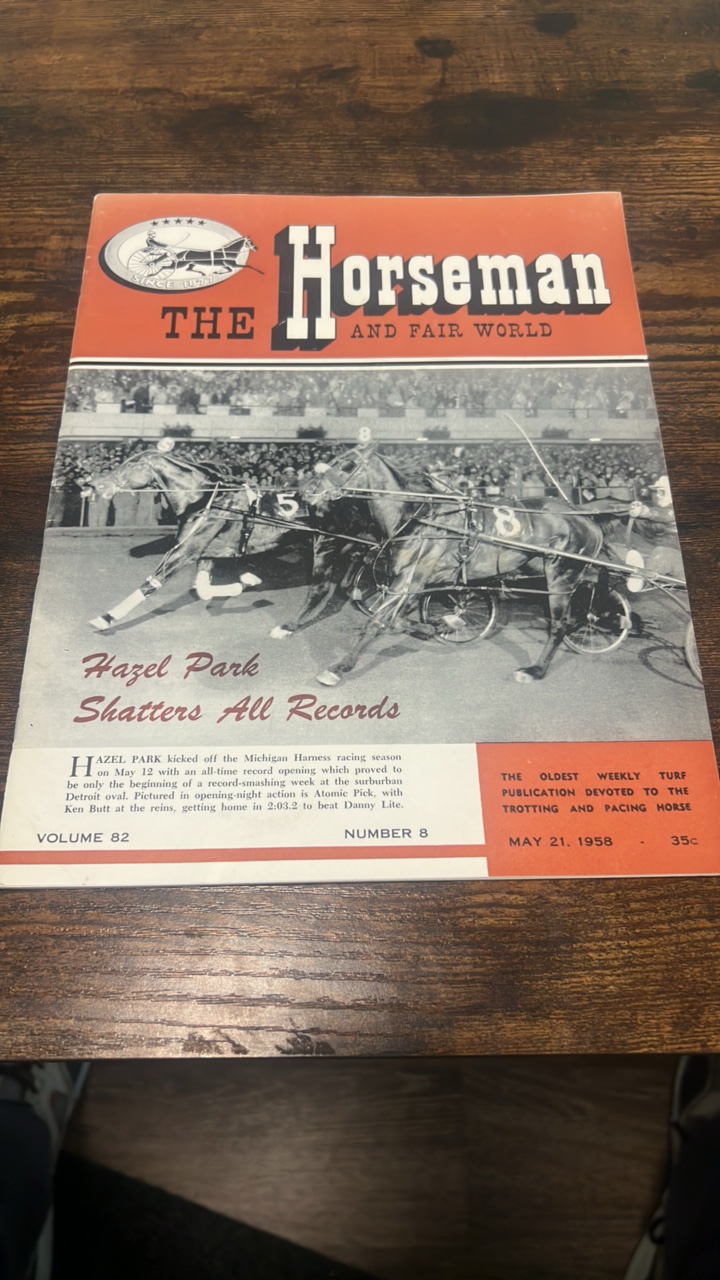 SINCE 1877
THE Horseman
AND FAIR WORLD
5
8
8
Hazel Park
Shatters All Records
HAZEL PARK kicked off the Michigan Harness racing season
on May 12 with an all-time record opening which proved to
be only the beginning of a record-smashing week at the suburban
Detroit oval. Pictured in opening-night action is Atomic Pick, with
Ken Butt at the reins, getting home in 2:03.2 to beat Danny Lite.
VOLUME 82
NUMBER 8
THE OLDEST WEEKLY TURF
PUBLICATION DEVOTED TO THE
TROTTING AND PACING HORSE
MAY 21, 1958 - 35c